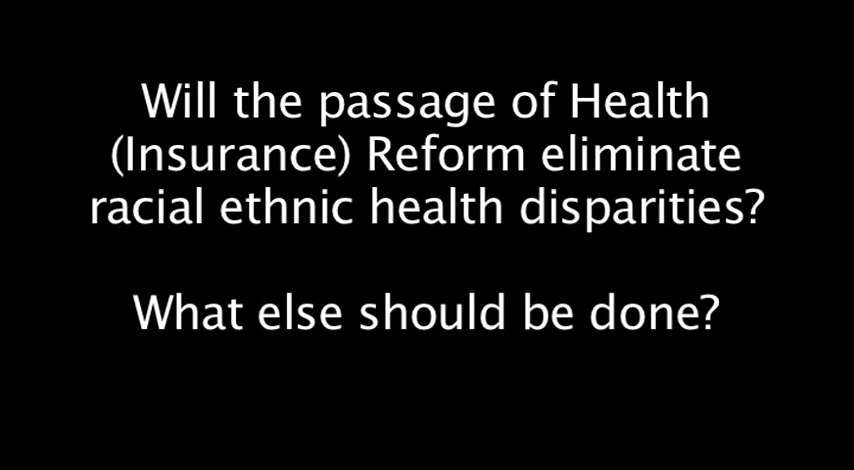 Will the passage of Health
(Insurance) Reform eliminate
racial ethnic health disparities?
What else should be done?